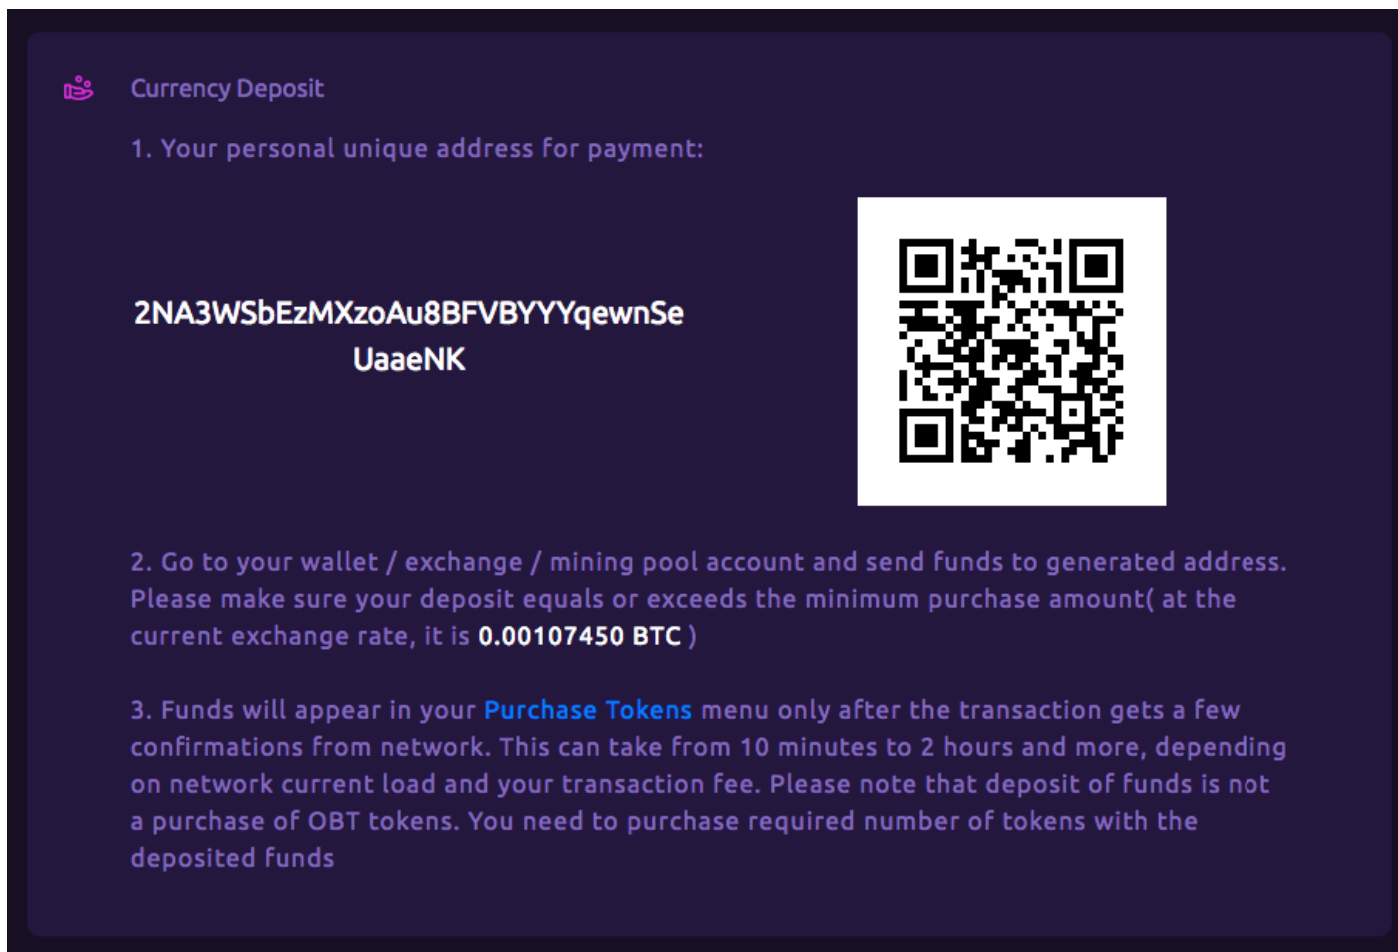 Currency Deposit
1. Your personal unique address for payment:
2NA3WSbEzMXzoAu8BFVBYYYqewnSe
UaaeNK
2. Go to your wallet / exchange / mining pool account and send funds to generated address.
Please make sure your deposit equals or exceeds the minimum purchase amount( at the
current exchange rate, it is 0.00107450 BTC )
3. Funds will appear in your Purchase Tokens menu only after the transaction gets a few
confirmations from network. This can take from 10 minutes to 2 hours and more, depending
on network current load and your transaction fee. Please note that deposit of funds is not
a purchase of OBT tokens. You need to purchase required number of tokens with the
deposited funds